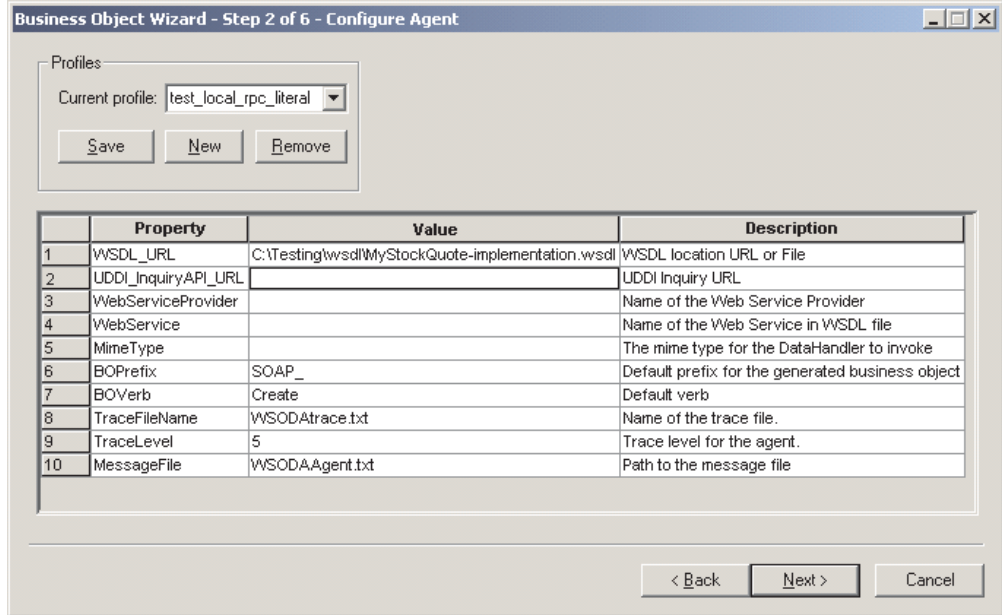 Business Object Wizard - Step 2 of 6 - Configure Agent
Profiles
Current profile: test_local_rpc_literal
Save New Remove
Property Value Description
1 WSDL_URL C:\Testing\wsdl\MyStockQuote-implementation.wsdl WSDL location URL or File
2 UDDI_InquiryAPI_URL UDDI Inquiry URL
3 WebServiceProvider Name of the Web Service Provider
4 WebService Name of the Web Service in WSDL file
5 MimeType The mime type for the DataHandler to invoke
6 BOPrefix SOAP_ Default prefix for the generated business object
7 BOVerb Create Default verb
8 TraceFileName WSODAtrace.txt Name of the trace file.
9 TraceLevel 5 Trace level for the agent.
10 MessageFile WSODAAgent.txt Path to the message file
< Back Next > Cancel